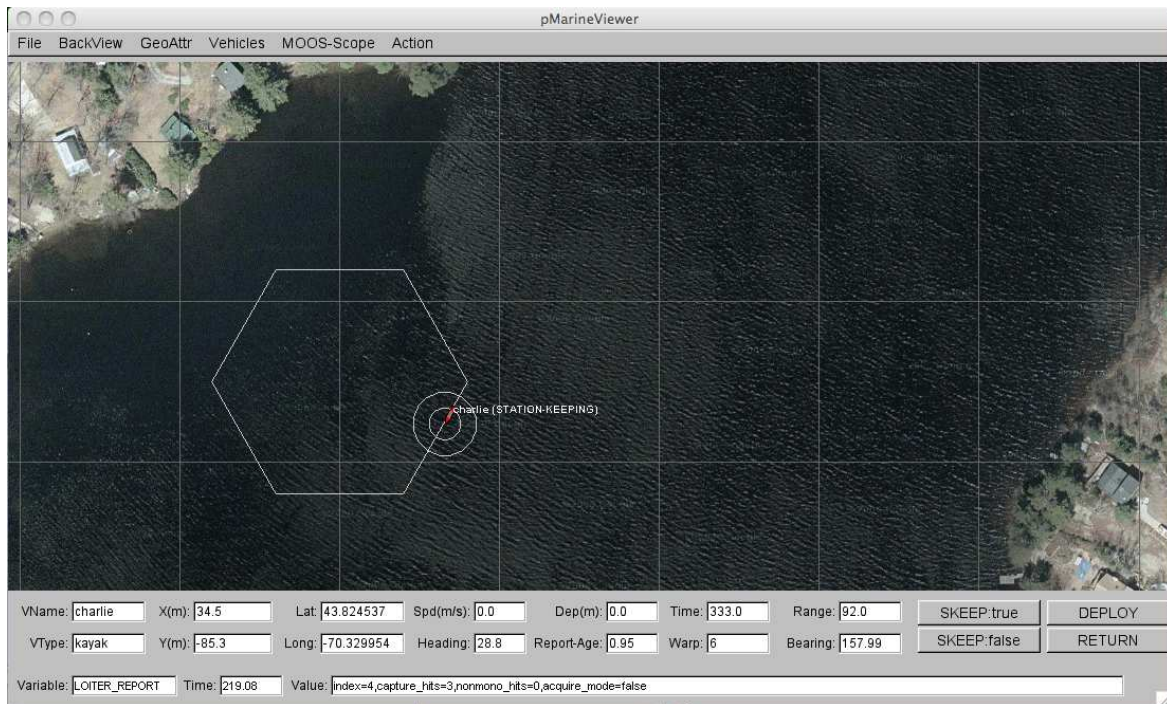 pMarineViewer
File BackView GeoAttr Vehicles MOOS-Scope Action
charlie (STATION-KEEPING)
VName: charlie X(m): 34.5 Lat: 43.824537 Spd(m/s): 0.0 Dep(m): 0.0 Time: 333.0 Range: 92.0 SKEEP:true DEPLOY
VType: kayak Y(m): -85.3 Long: -70.329954 Heading: 28.8 Report-Age: 0.95 Warp: 6 Bearing: 157.99 SKEEP:false RETURN
Variable: LOITER_REPORT Time: 219.08 Value: index=4,capture_hits=3,nonmono_hits=0,acquire_mode=false